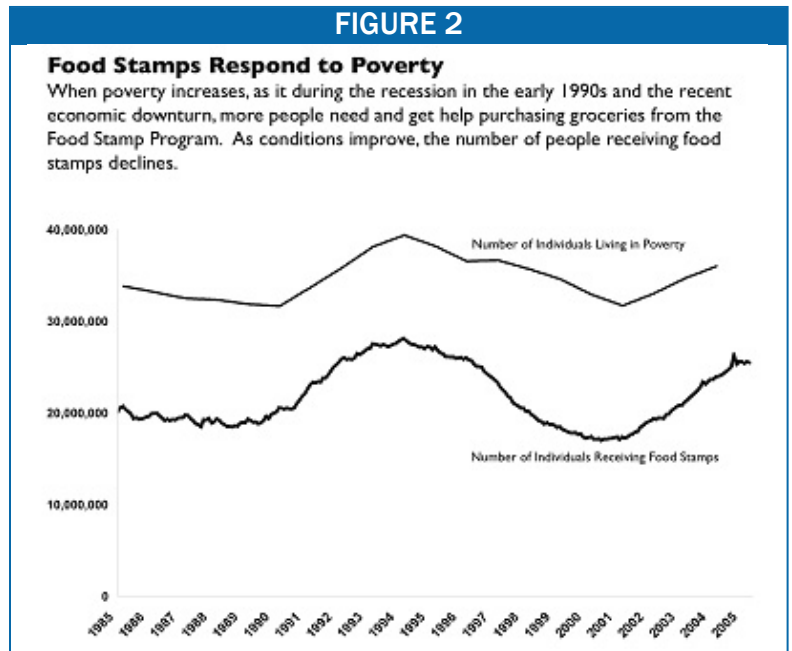 FIGURE 2
Food Stamps Respond to Poverty
When poverty increases, as it during the recession in the early 1990s and the recent
economic downturn, more people need and get help purchasing groceries from the
Food Stamp Program.  As conditions improve, the number of people receiving food
stamps declines.
40,000,000
Number of Individuals Living in Poverty
30,000,000
20,000,000
Number of Individuals Receiving Food Stamps
10,000,000
0
1985 1986 1987 1988 1989 1990 1991 1992 1993 1994 1995 1996 1997 1998 1999 2000 2001 2002 2003 2004 2005